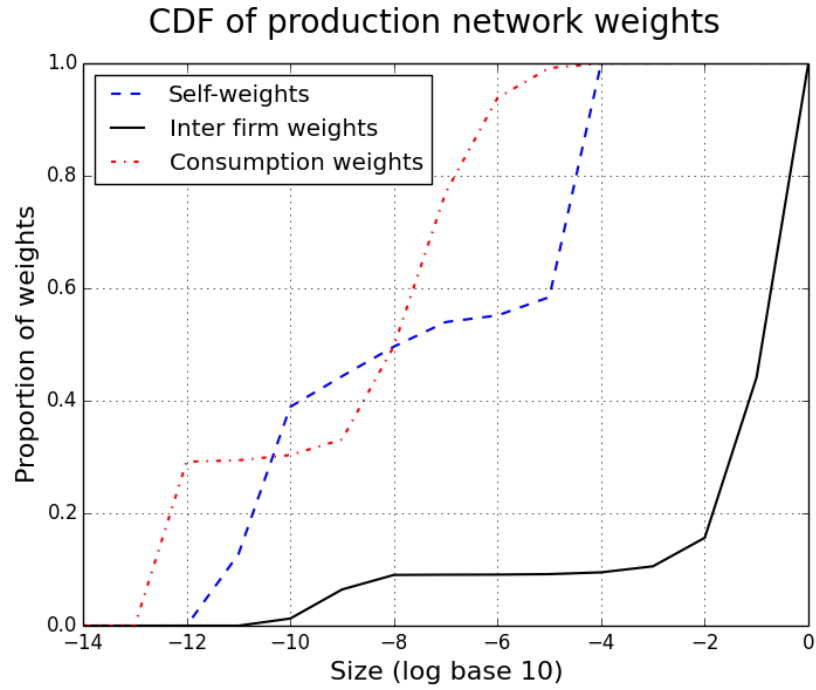 CDF of production network weights
1.0
0.8
0.6
0.4
0.2
0.0
Proportion of weights
Self-weights
Inter firm weights
Consumption weights
−14 −12 −10 −8 −6 −4 −2 0
Size (log base 10)